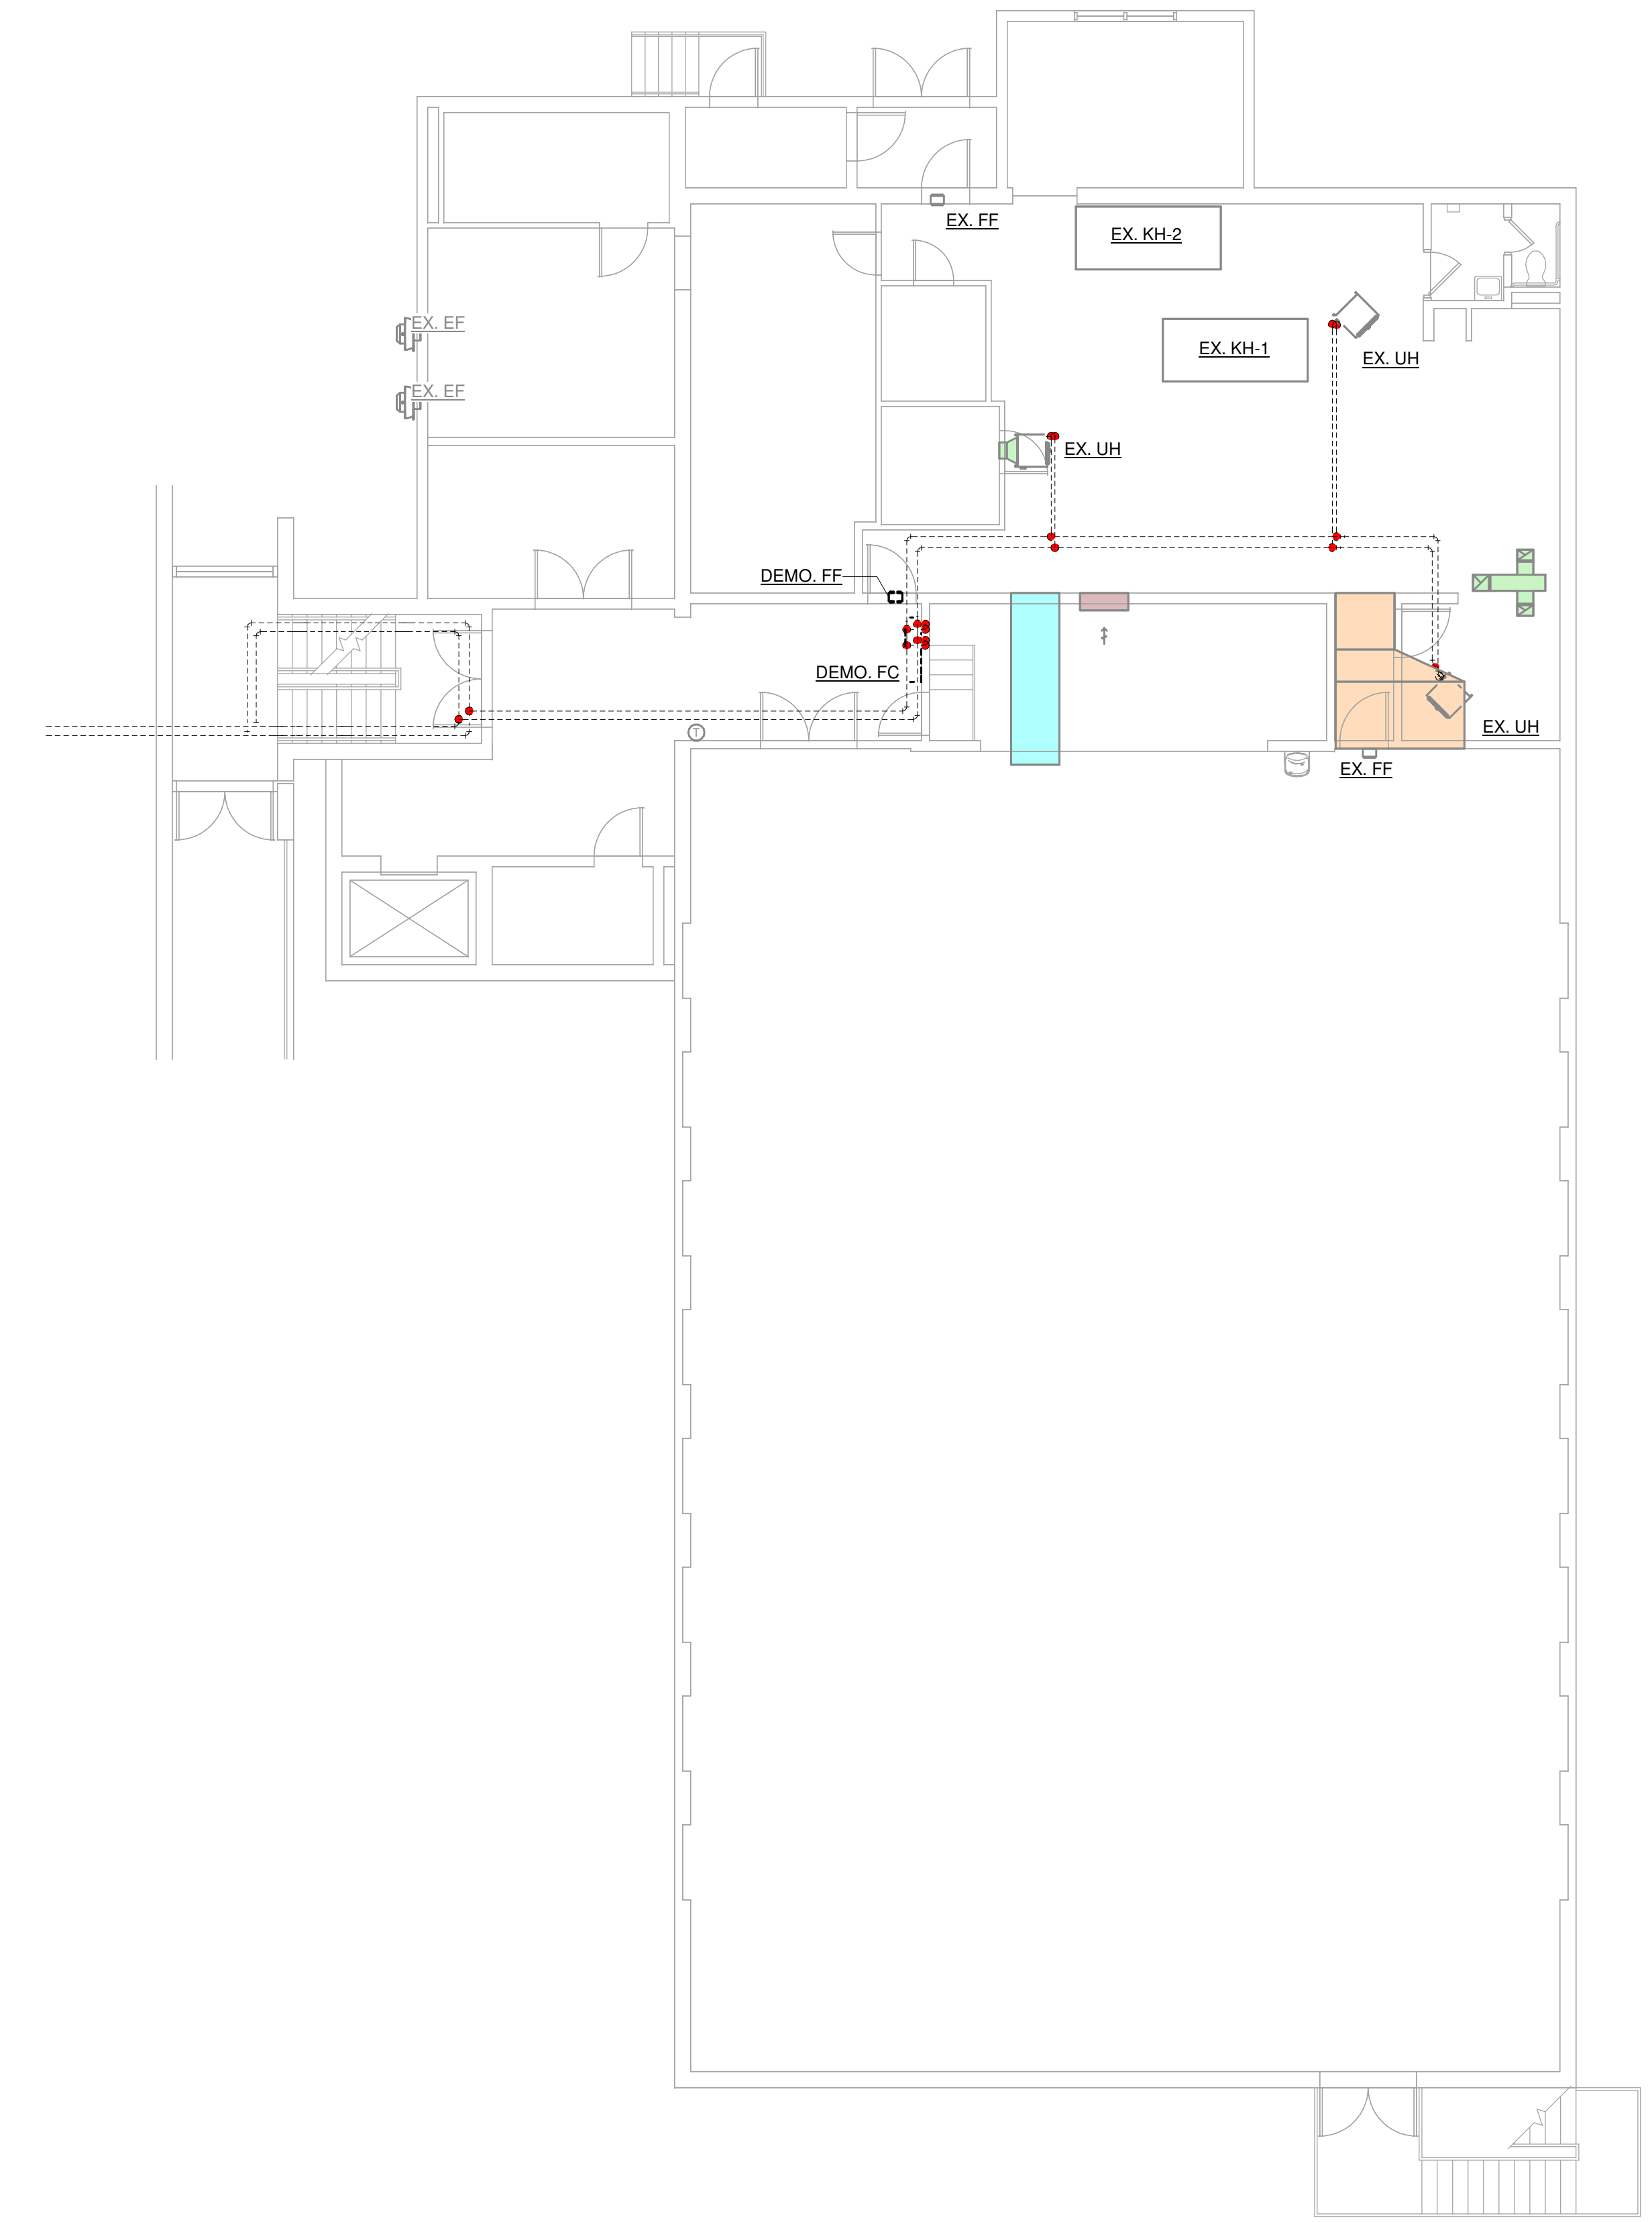 EX. FF
EX. KH-2
EX. EF
EX. KH-1
EX. UH
EX. EF
EX. UH
DEMO. FF
DEMO. FC
T
EX. UH
EX. FF